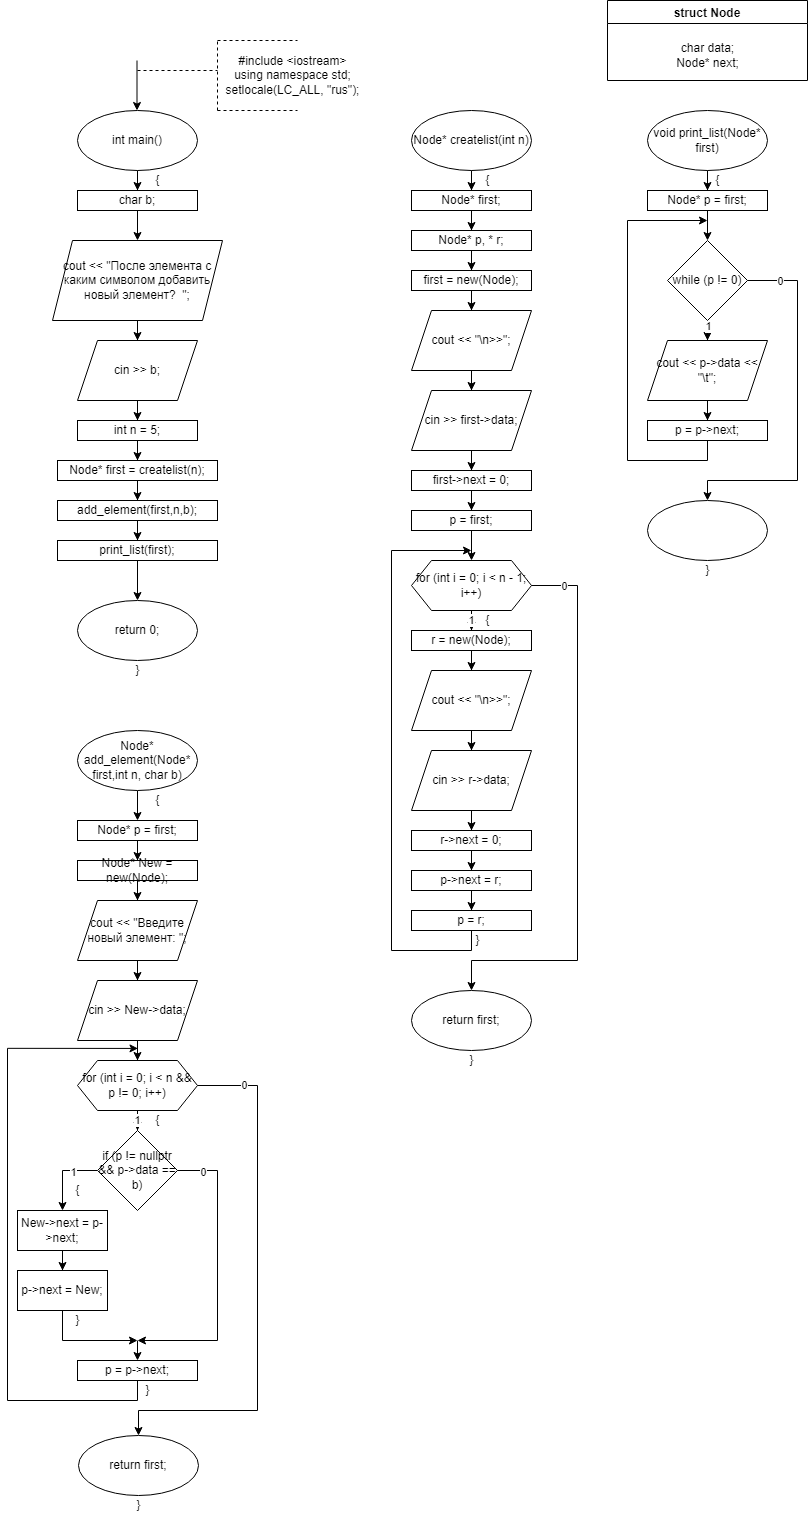 #include <iostream>
using namespace std;
setlocale(LC_ALL, "rus");
int main()
{
char b;
cout << "После элемента с
каким символом добавить
новый элемент?  ";
cin >> b;
int n = 5;
Node* first = createlist(n);
add_element(first,n,b);
print_list(first);
return 0;
}
Node*
add_element(Node*
first,int n, char b)
{
Node* p = first;
Node* New =
new(Node);
cout << "Введите
новый элемент: ";
cin >> New->data;
for (int i = 0; i < n &&
p != 0; i++)
0
1
{
if (p != nullptr
&& p->data ==
b)
1
0
{
New->next = p-
>next;
p->next = New;
}
p = p->next;
}
return first;
}
Node* createlist(int n)
{
Node* first;
Node* p, * r;
first = new(Node);
cout << "\n>>";
cin >> first->data;
first->next = 0;
p = first;
for (int i = 0; i < n - 1;
i++)
0
1
{
r = new(Node);
cout << "\n>>";
cin >> r->data;
r->next = 0;
p->next = r;
p = r;
}
return first;
}
struct Node
char data;
Node* next;
void print_list(Node*
first)
{
Node* p = first;
while (p != 0)
0
1
cout << p->data <<
"\t";
p = p->next;
}